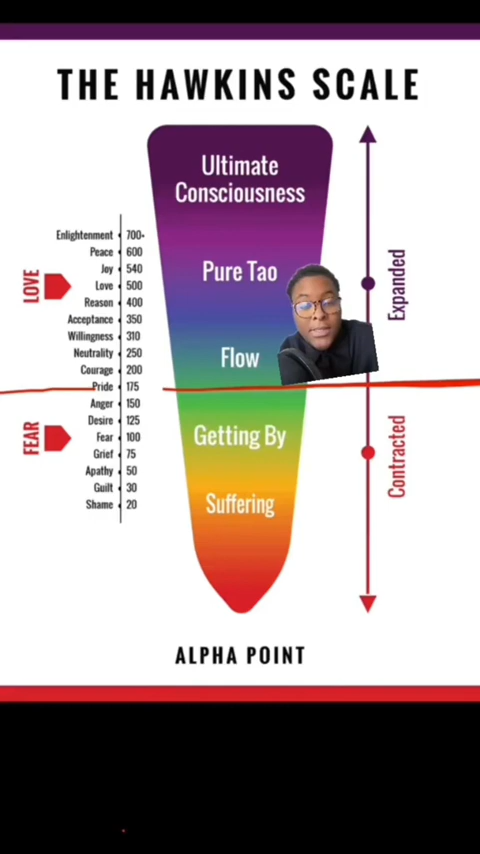 THE HAWKINS SCALE
Ultimate
Consciousness
Enlightenment 700+
Peace 600
Joy 540
Love 500
Reason 400
Acceptance 350
Willingness 310
Neutrality 250
Courage 200
Pride 175
Anger 150
Desire 125
Fear 100
Grief 75
Apathy 50
Guilt 30
Shame 20
LOVE
FEAR
Pure Tao
Flow
Getting By
Suffering
Expanded
Contracted
ALPHA POINT